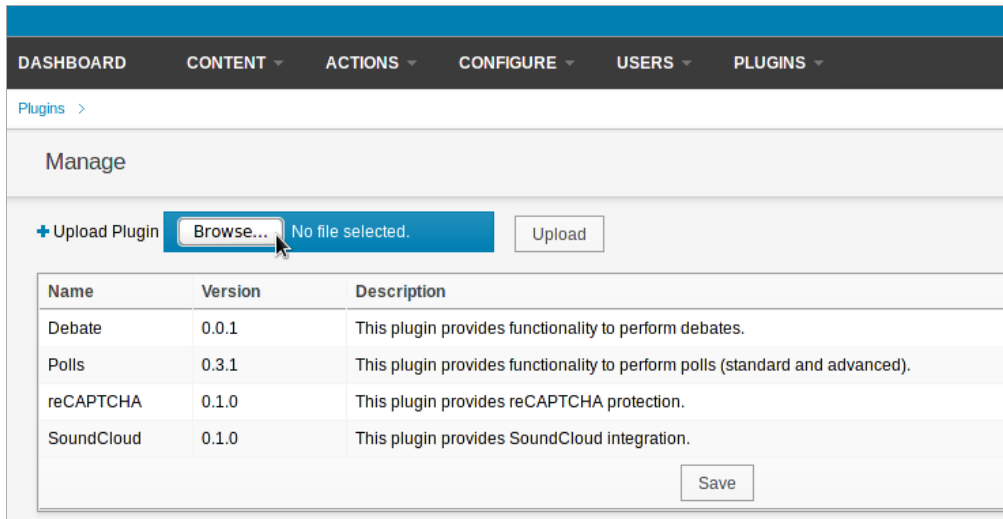 DASHBOARD CONTENT ACTIONS CONFIGURE USERS PLUGINS
Plugins >
Manage
Upload Plugin Browse... No file selected. Upload
Name Version Description
Debate 0.0.1 This plugin provides functionality to perform debates.
Polls 0.3.1 This plugin provides functionality to perform polls (standard and advanced).
reCAPTCHA 0.1.0 This plugin provides reCAPTCHA protection.
SoundCloud 0.1.0 This plugin provides SoundCloud integration.
Save